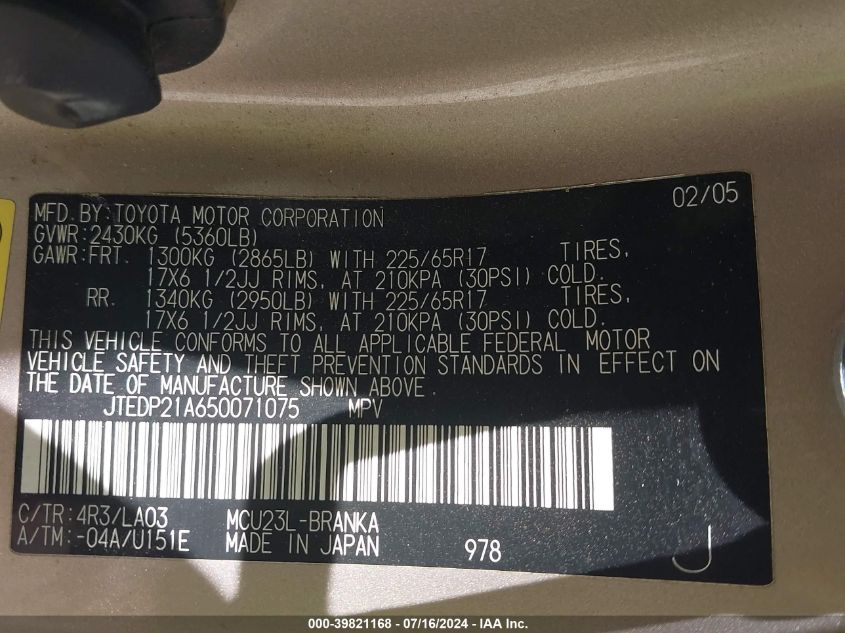 02/05
MFD.BY:TOYOTA MOTOR CORPORATION
GVWR:2430KG (5360LB)
GAWR:FRT. 1300KG (2865LB) WITH 225/65R17 TIRES,
17X6 1/2JJ RIMS, AT 210KPA (30PSI) COLD.
RR. 1340KG (2950LB) WITH 225/65R17 TIRES,
17X6 1/2JJ RIMS, AT 210KPA (30PSI) COLD.
THIS VEHICLE CONFORMS TO ALL APPLICABLE FEDERAL MOTOR
VEHICLE SAFETY AND THEFT PREVENTION STANDARDS IN EFFECT ON
THE DATE OF MANUFACTURE SHOWN ABOVE.
JTEDP21A650071075 MPV
C/TR:4R3/LA03 MCU23L-BRANKA
A/TM:-04A/U151E MADE IN JAPAN 978 J
000-39821168 - 07/16/2024 - IAA Inc.